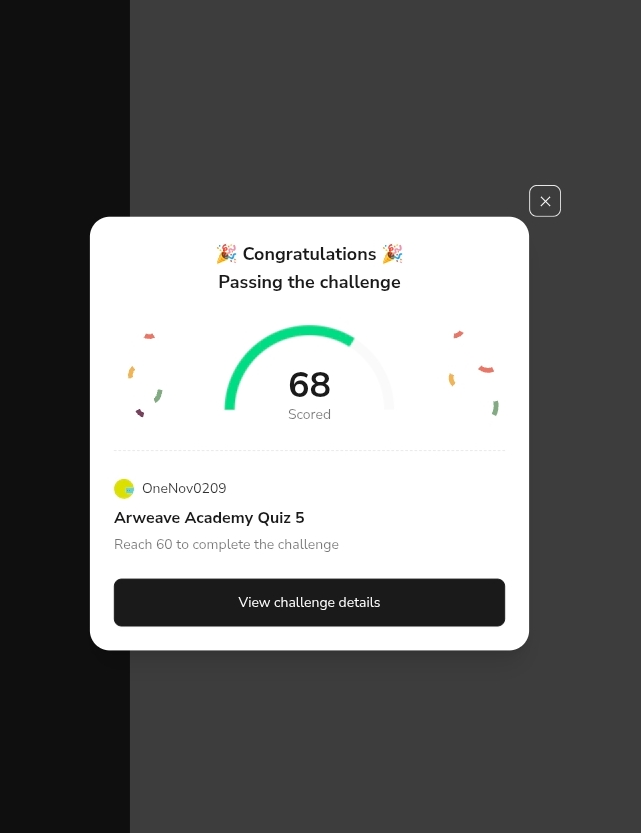 🎉 Congratulations 🎉
Passing the challenge
68
Scored
OneNov0209
Arweave Academy Quiz 5
Reach 60 to complete the challenge
View challenge details